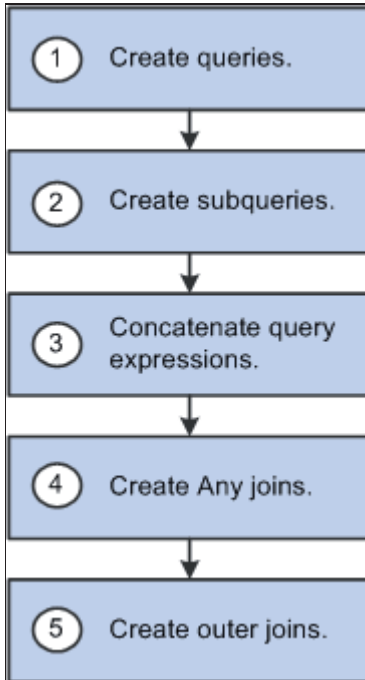 1 Create queries.
2 Create subqueries.
3 Concatenate query
expressions.
4 Create Any joins.
5 Create outer joins.